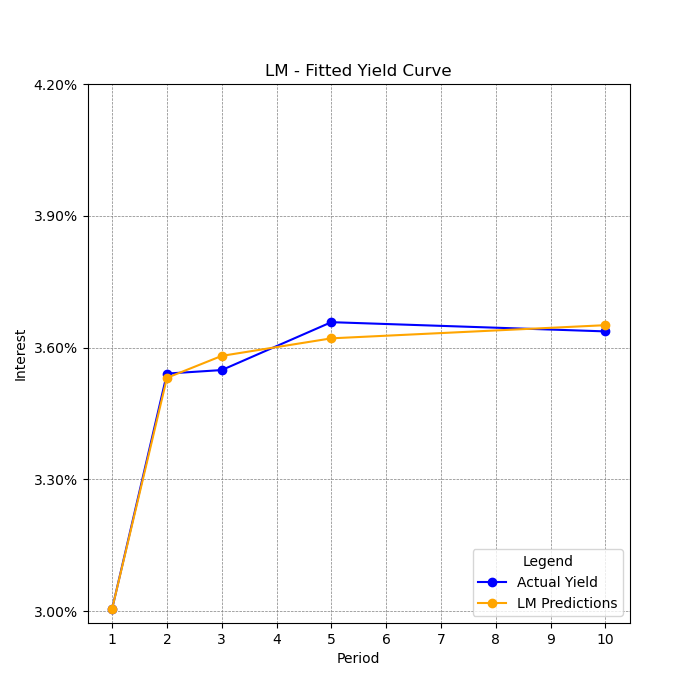 LM - Fitted Yield Curve
4.20%
3.90%
3.60%
3.30%
3.00%
Interest
1 2 3 4 5 6 7 8 9 10
Period
Legend
Actual Yield
LM Predictions